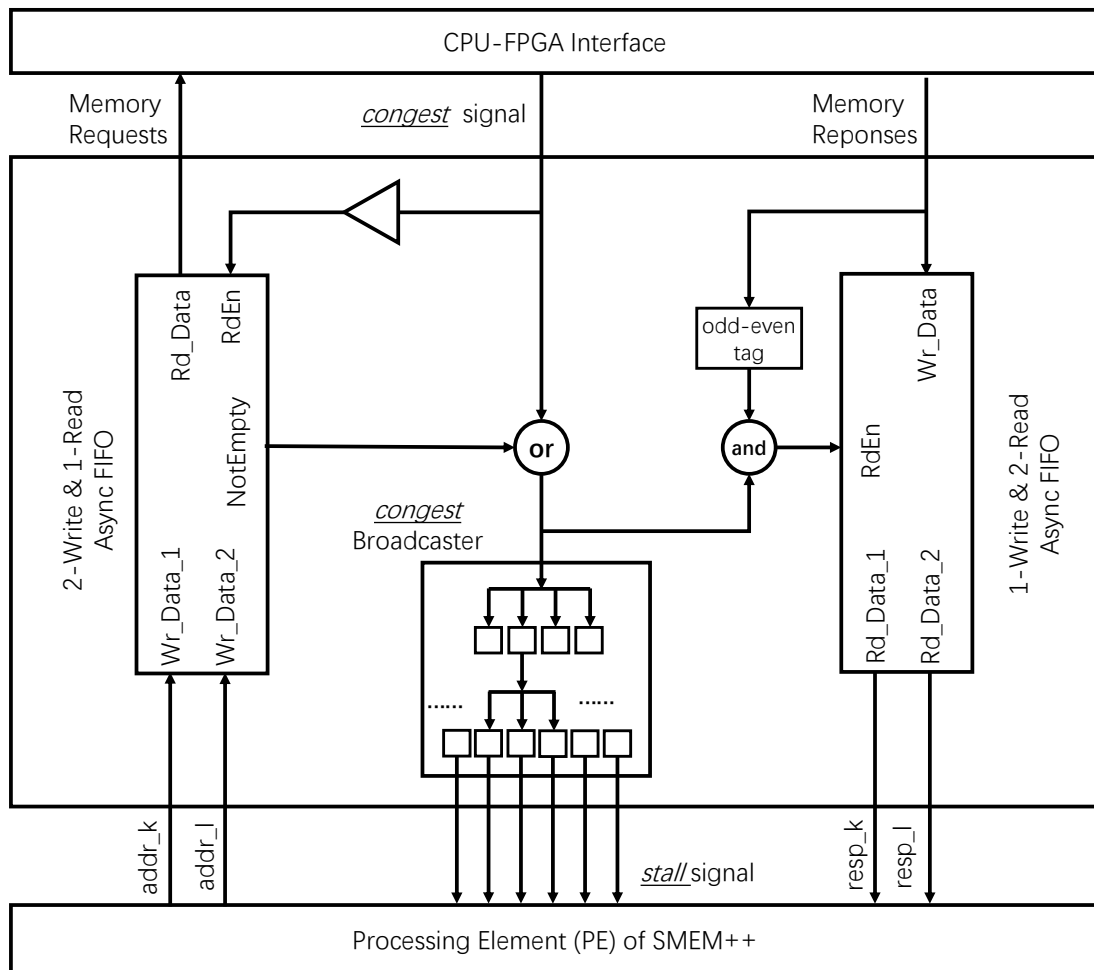 CPU-FPGA Interface
Memory
Requests
congest signal
Memory
Reponses
Rd_Data
RdEn
NotEmpty
Wr_Data_1
Wr_Data_2
2-Write & 1-Read
Async FIFO
or
congest
Broadcaster
......
......
odd-even
tag
and
Wr_Data
RdEn
Rd_Data_1
Rd_Data_2
1-Write & 2-Read
Async FIFO
addr_k
addr_l
stall signal
resp_k
resp_l
Processing Element (PE) of SMEM++